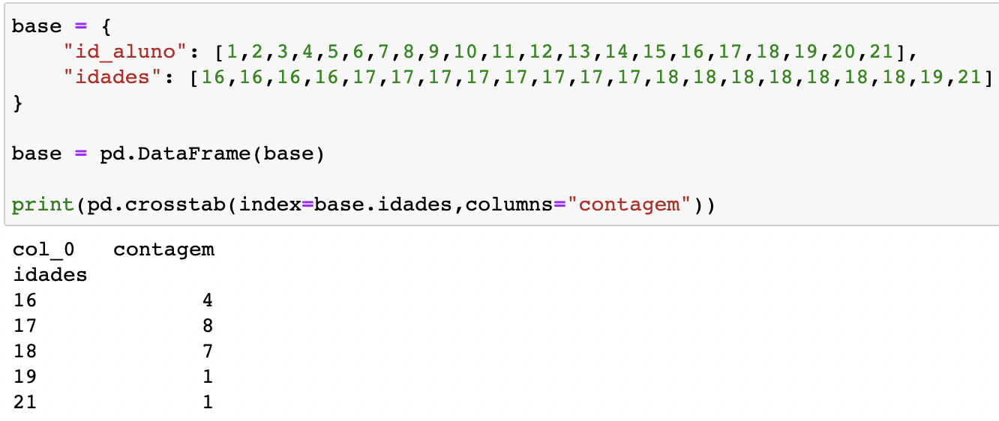 base = {
    "id_aluno": [1,2,3,4,5,6,7,8,9,10,11,12,13,14,15,16,17,18,19,20,21],
    "idades": [16,16,16,16,17,17,17,17,17,17,17,17,18,18,18,18,18,18,18,19,21]
}
base = pd.DataFrame(base)
print(pd.crosstab(index=base.idades,columns="contagem"))
col_0   contagem
idades
16             4
17             8
18             7
19             1
21             1